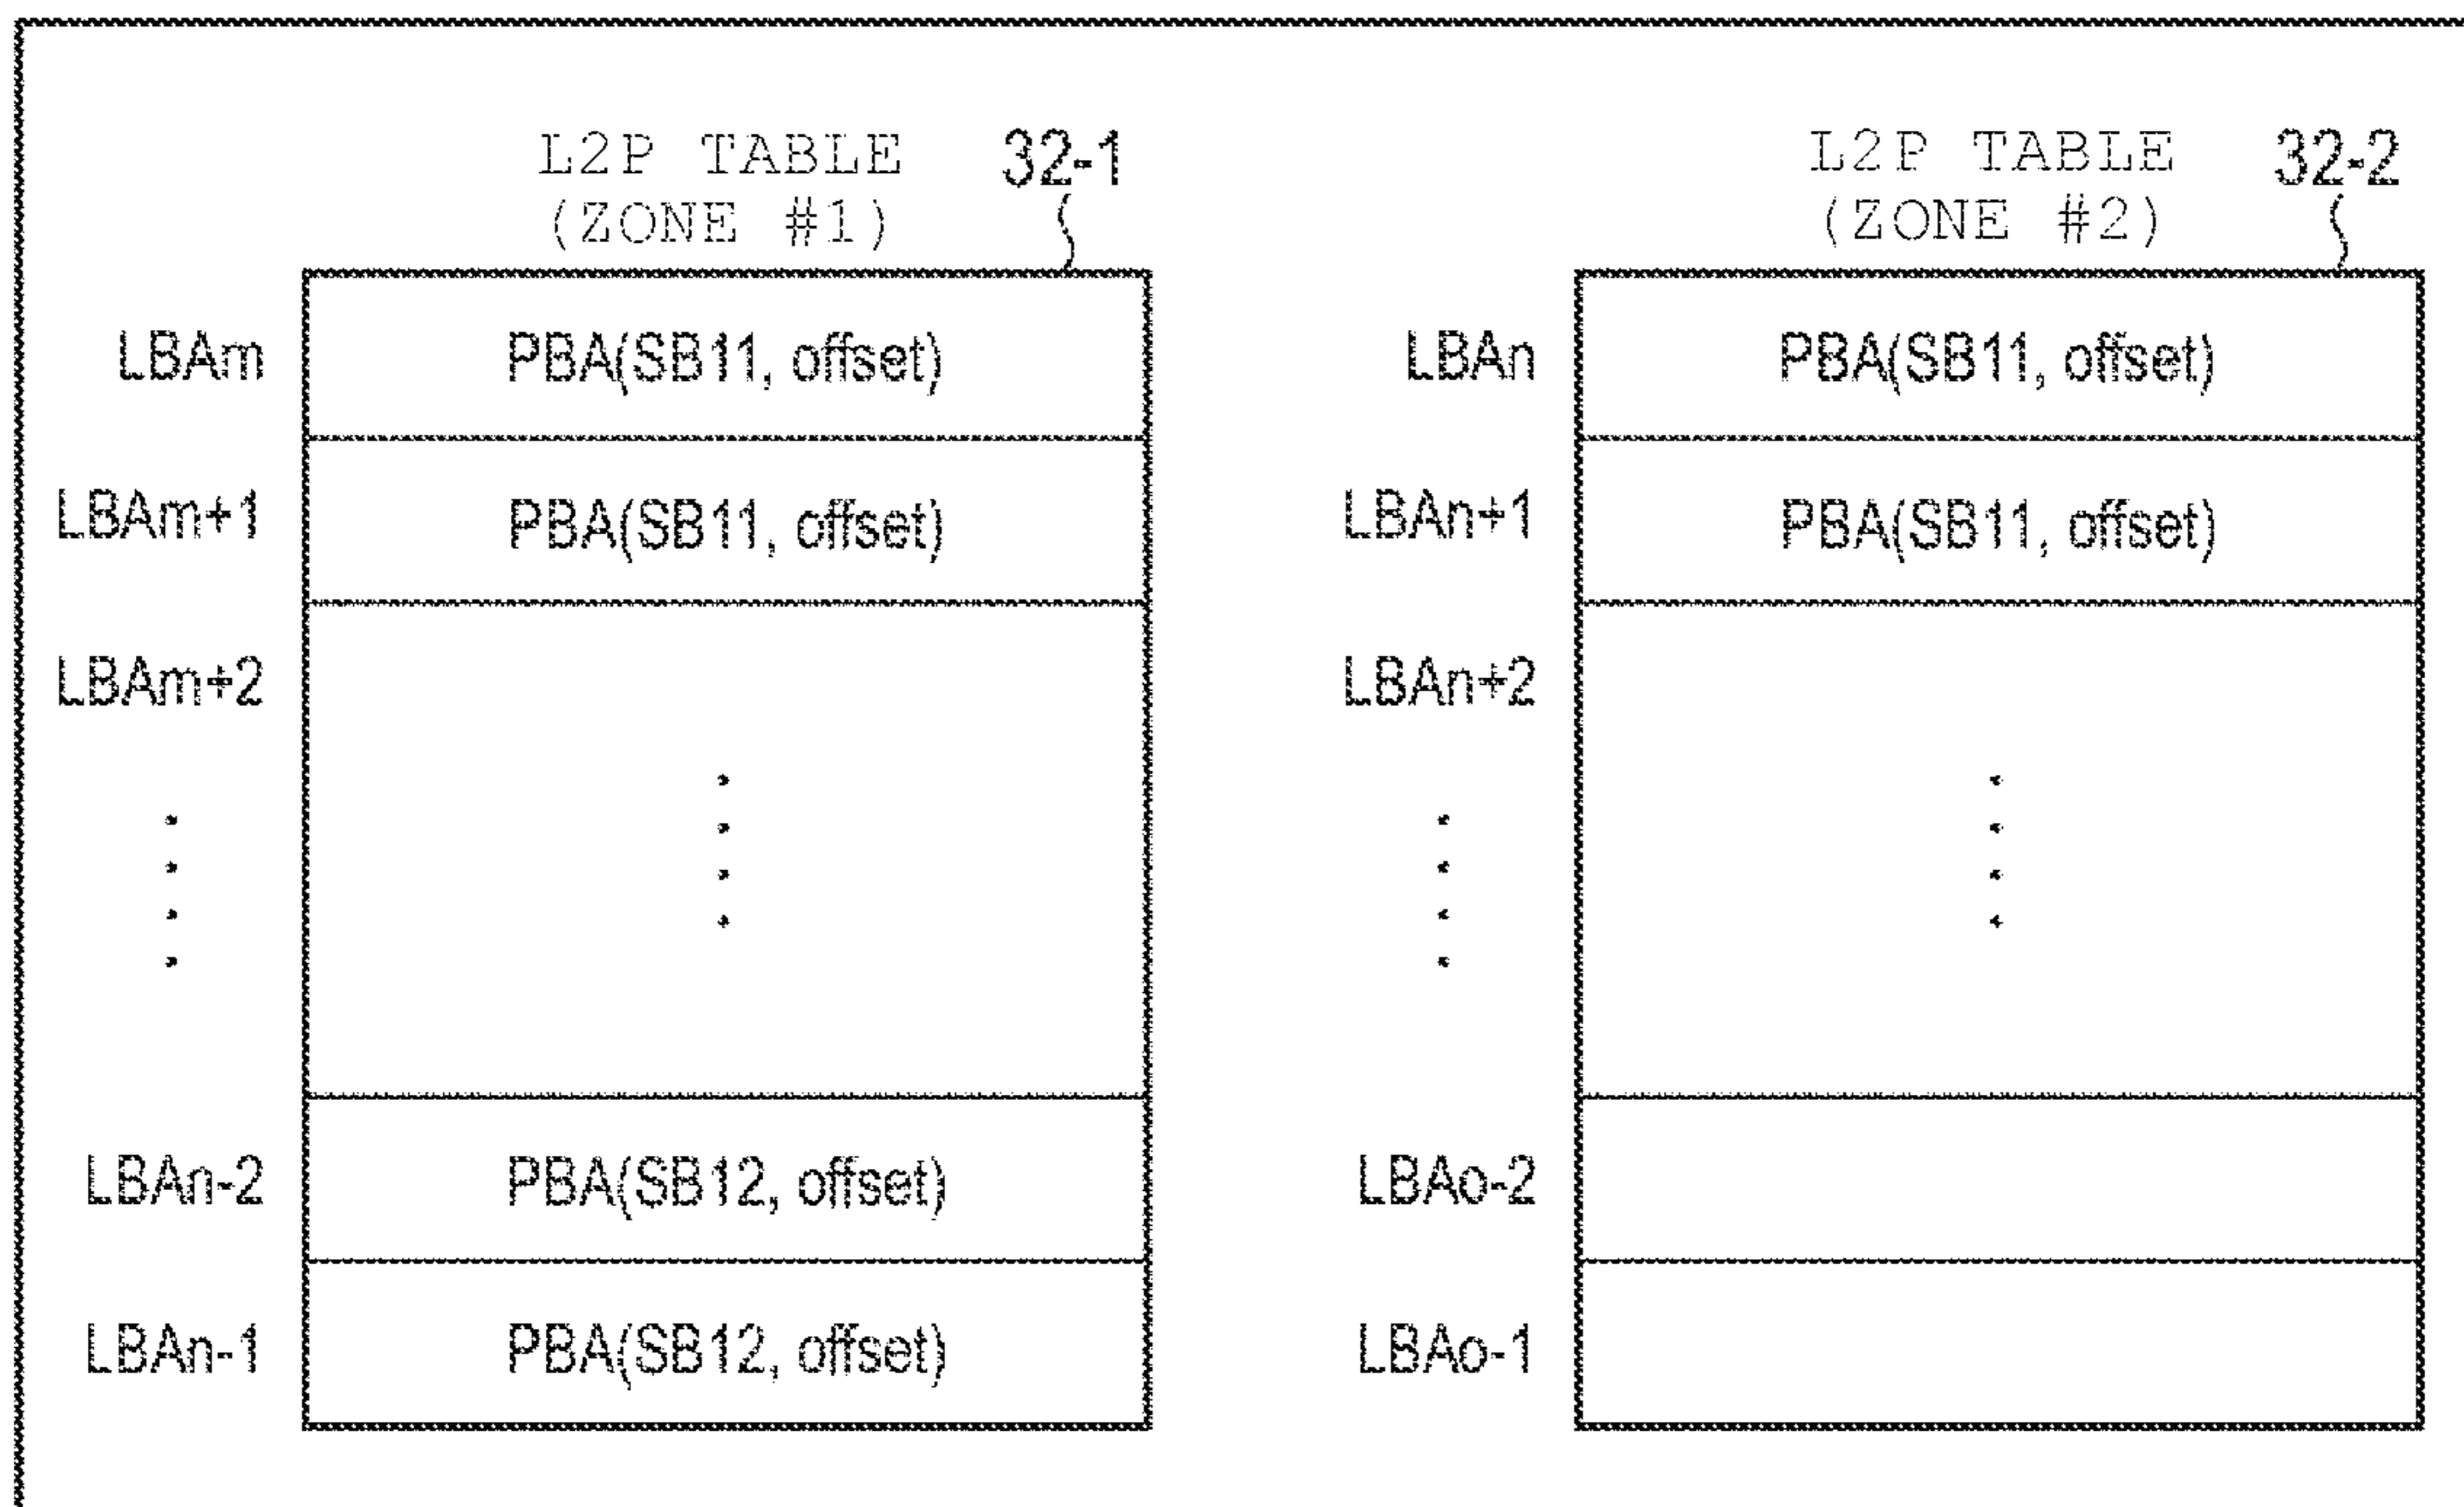 L2P TABLE
(ZONE #1)
32-1
LBAm
PBA(SB11, offset)
LBAm+1
PBA(SB11, offset)
LBAm+2
LBAn-2
PBA(SB12, offset)
LBAn-1
PBA(SB12, offset)
L2P TABLE
(ZONE #2)
32-2
LBAn
PBA(SB11, offset)
LBAn+1
PBA(SB11, offset)
LBAn+2
LBAo-2
LBAo-1